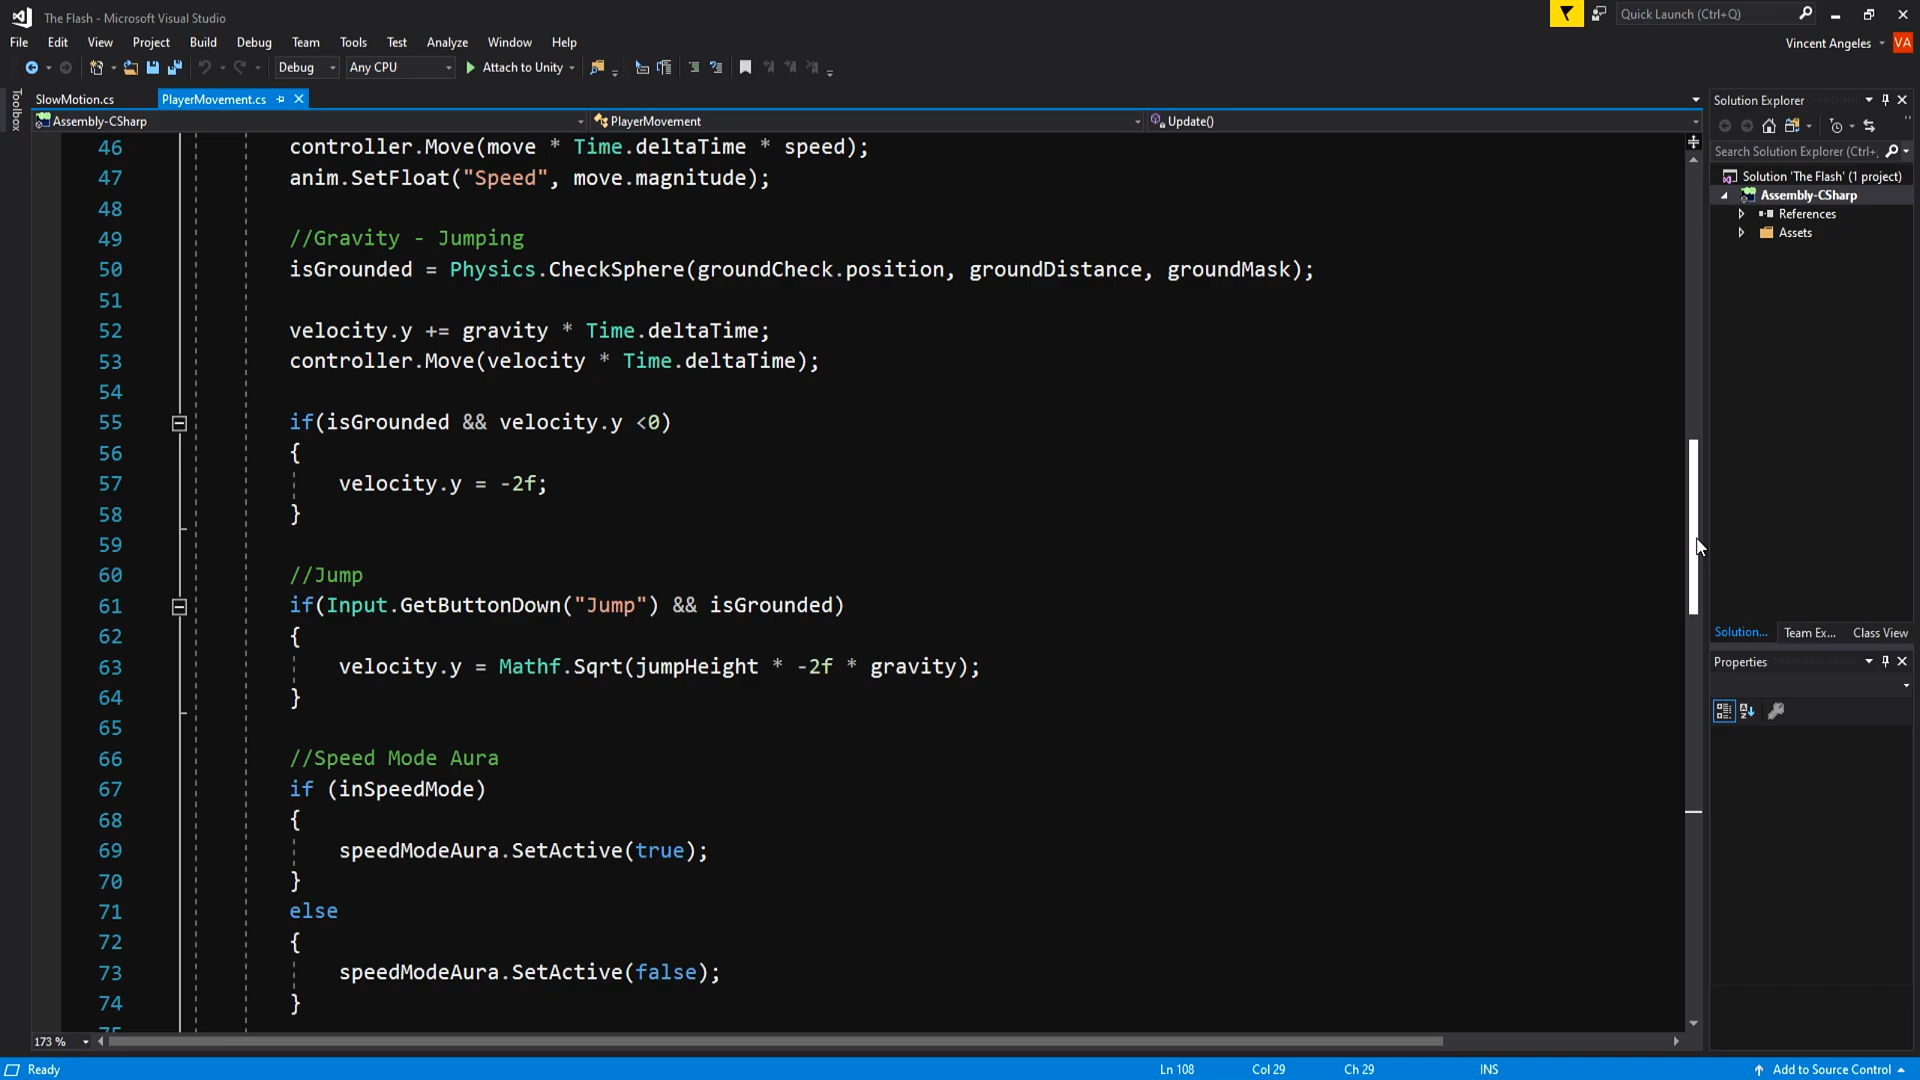 The Flash - Microsoft Visual Studio
Quick Launch (Ctrl+Q)
File Edit View Project Build Debug Team Tools Test Analyze Window Help
Vincent Angeles VA
Debug Any CPU Attach to Unity
Toolbox
SlowMotion.cs PlayerMovement.cs
Assembly-CSharp PlayerMovement Update()
46 controller.Move(move * Time.deltaTime * speed);
47 anim.SetFloat("Speed", move.magnitude);
48
49 //Gravity - Jumping
50 isGrounded = Physics.CheckSphere(groundCheck.position, groundDistance, groundMask);
51
52 velocity.y += gravity * Time.deltaTime;
53 controller.Move(velocity * Time.deltaTime);
54
55 if(isGrounded && velocity.y <0)
56 {
57 velocity.y = -2f;
58 }
59
60 //Jump
61 if(Input.GetButtonDown("Jump") && isGrounded)
62 {
63 velocity.y = Mathf.Sqrt(jumpHeight * -2f * gravity);
64 }
65
66 //Speed Mode Aura
67 if (inSpeedMode)
68 {
69 speedModeAura.SetActive(true);
70 }
71 else
72 {
73 speedModeAura.SetActive(false);
74 }
75
173 %
Solution Explorer
Search Solution Explorer (Ctrl+;
Solution 'The Flash' (1 project)
Assembly-CSharp
References
Assets
Solution... Team Ex... Class View
Properties
Ready Ln 108 Col 29 Ch 29 INS Add to Source Control